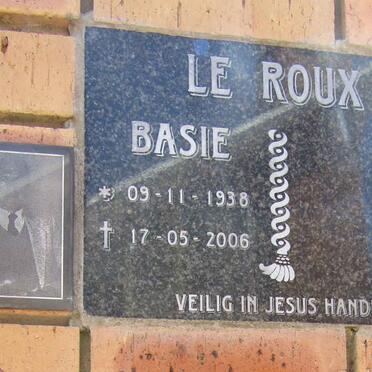 LE ROUX
BASIE
* 09-11-1938
† 17-05-2006
VEILIG IN JESUS HAND